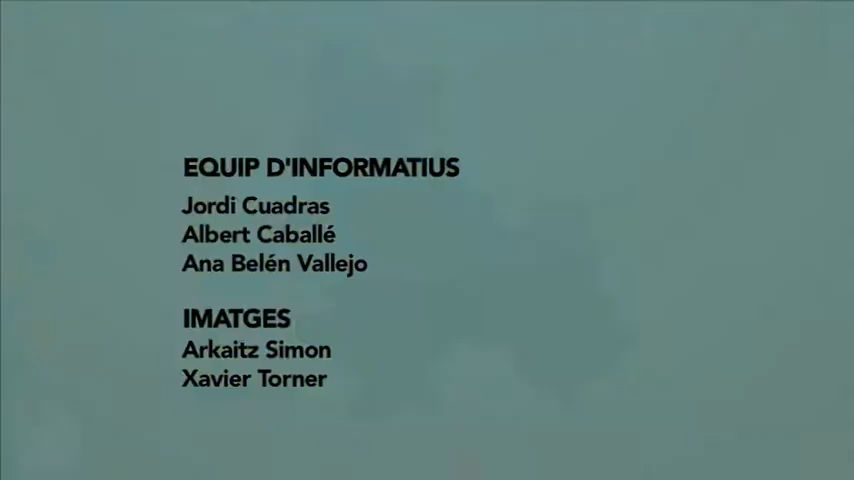 EQUIP D'INFORMATIUS
Jordi Cuadras
Albert Caballé
Ana Belén Vallejo
IMATGES
Arkaitz Simon
Xavier Torner